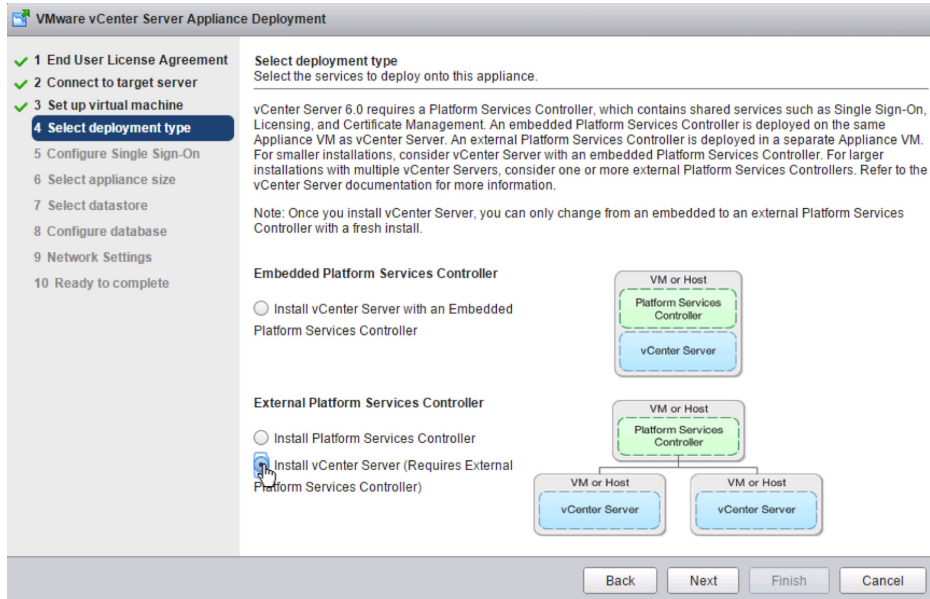 VMware vCenter Server Appliance Deployment
1 End User License Agreement
2 Connect to target server
3 Set up virtual machine
4 Select deployment type
5 Configure Single Sign-On
6 Select appliance size
7 Select datastore
8 Configure database
9 Network Settings
10 Ready to complete
Select deployment type
Select the services to deploy onto this appliance.
vCenter Server 6.0 requires a Platform Services Controller, which contains shared services such as Single Sign-On,
Licensing, and Certificate Management. An embedded Platform Services Controller is deployed on the same
Appliance VM as vCenter Server. An external Platform Services Controller is deployed in a separate Appliance VM.
For smaller installations, consider vCenter Server with an embedded Platform Services Controller. For larger
installations with multiple vCenter Servers, consider one or more external Platform Services Controllers. Refer to the
vCenter Server documentation for more information.
Note: Once you install vCenter Server, you can only change from an embedded to an external Platform Services
Controller with a fresh install.
Embedded Platform Services Controller
Install vCenter Server with an Embedded
Platform Services Controller
VM or Host
Platform Services
Controller
vCenter Server
External Platform Services Controller
Install Platform Services Controller
Install vCenter Server (Requires External
Platform Services Controller)
VM or Host
Platform Services
Controller
VM or Host
vCenter Server
VM or Host
vCenter Server
Back
Next
Finish
Cancel